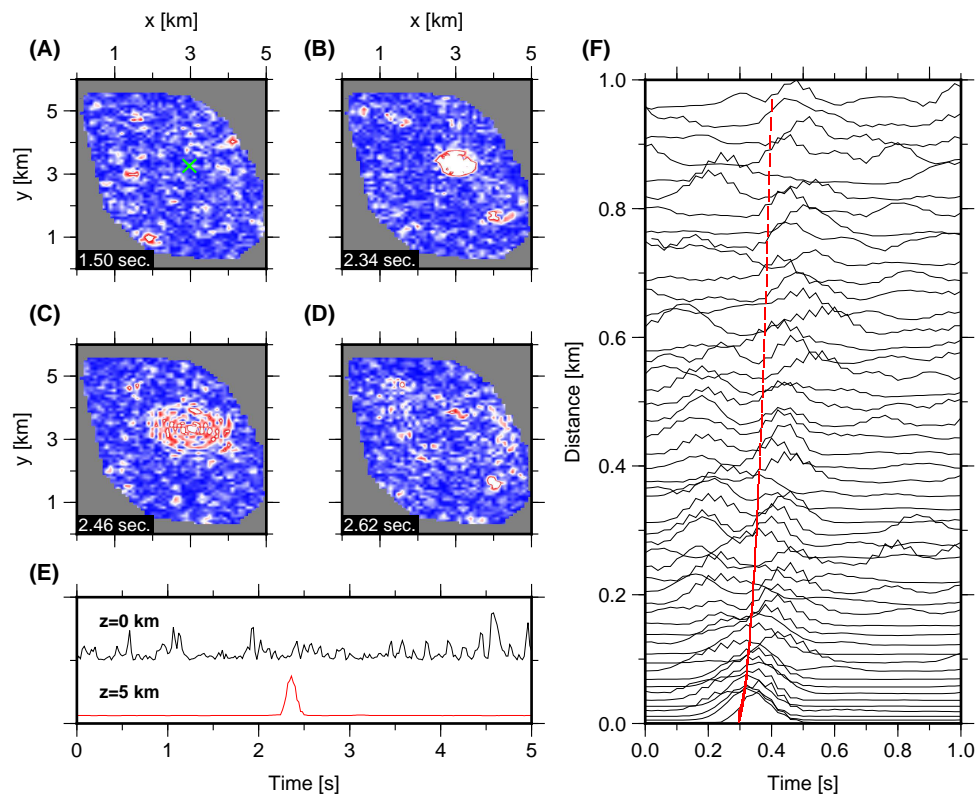 x [km]
x [km]
(A)
(B)
(F)
1 3 5
1 3 5
y [km]
5
3
1
1.50 sec.
5
3
1
2.34 sec.
(C)
(D)
y [km]
5
3
1
2.46 sec.
5
3
1
2.62 sec.
(E)
z=0 km
z=5 km
0 1 2 3 4 5
Time [s]
Distance [km]
1.0
0.8
0.6
0.4
0.2
0.0
0.0 0.2 0.4 0.6 0.8 1.0
Time [s]